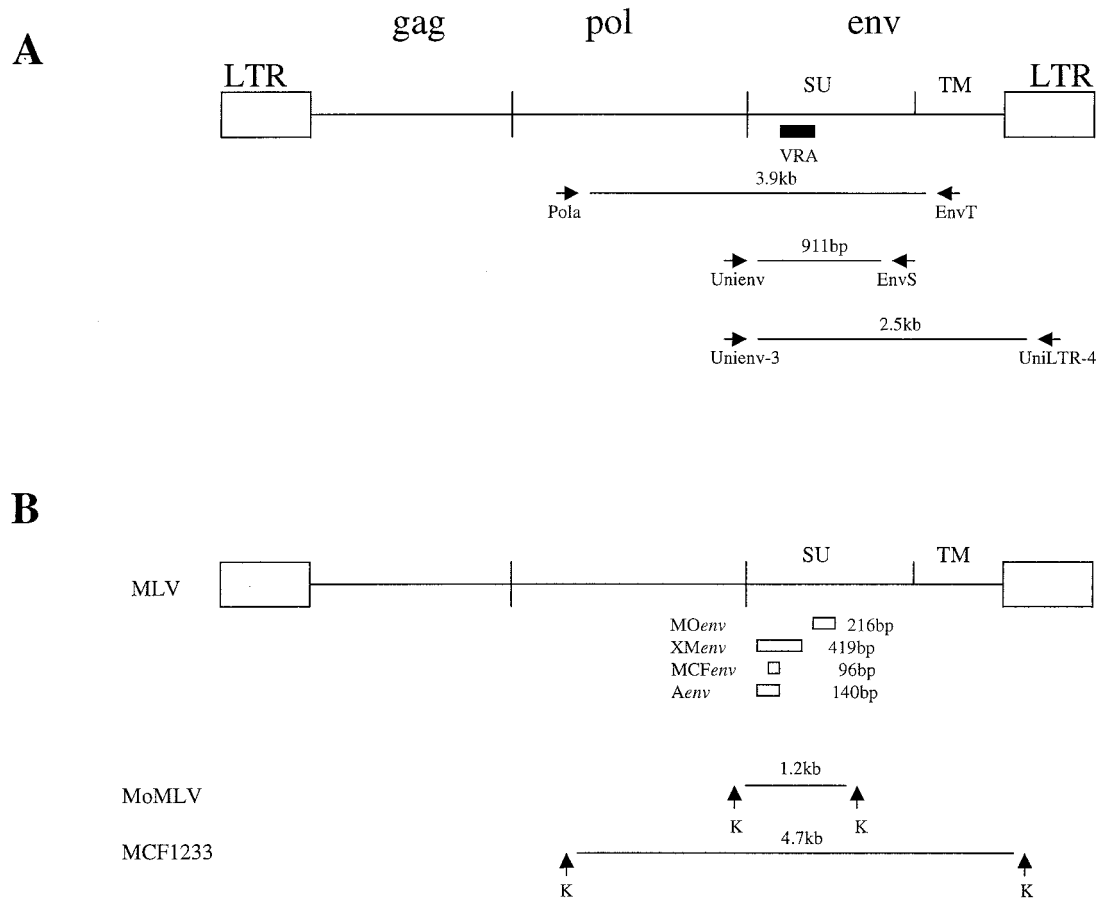 A
gag pol env
LTR SU TM LTR
VRA
3.9kb
Pola EnvT
911bp
Unienv EnvS
2.5kb
Unienv-3 UniLTR-4
B
SU TM
MLV
MOenv 216bp
XMenv 419bp
MCFenv 96bp
Aenv 140bp
1.2kb
MoMLV
K K
4.7kb
MCF1233
K K